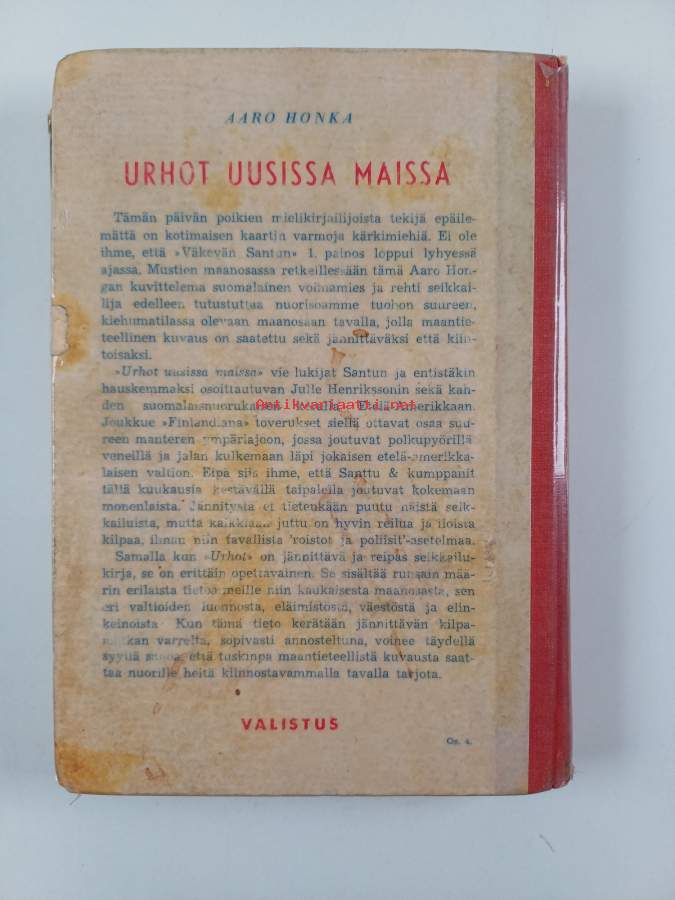 AARO HONKA
URHOT UUSISSA MAISSA
Tämän päivän poikien mielikirjailijoista tekijä epäile-
mättä on kotimaisen kaartin varmoja kärkimiehiä. Ei ole
ihme, että »Väkevän Santun» 1. painos loppui lyhyessä
ajassa. Mustien maanosassa retkeillessään tämä Aaro Hon-
gan kuvittelema suomalainen voimamies ja rehti seikkai-
lija edelleen tutustuttaa nuorisoamme tuohon suureen,
kiehumatilassa olevaan maanosaan tavalla, jolla maantie-
teellinen kuvaus on saatettu sekä jännittäväksi että kiin-
toisaksi.
»Urhot uusissa maissa» vie lukijat Santun ja entistäkin
hauskemmaksi osoittautuvan Julle Henrikssonin sekä kah-
den suomalaisnuorukaisen Etelä-Amerikkaan.
Joukkue »Finlandiana» toverukset siellä ottavat osaa suu-
reen manteren ympäriajoon, jossa joutuvat polkupyörillä
veneillä ja jalan kulkemaan läpi jokaisen etelä-amerikka-
laisen valtion. Eipä siis ihme, että Santtu & kumppanit
tällä kuukausia kestävällä taipaleella joutuvat kokemaan
monenlaista. Jännitystä ei tietenkään puutu näistä seik-
kailuista, mutta kaikkiaan juttu on hyvin reilua ja iloista
kilpaa, ilman niin tavallista 'roistot ja poliisit'-asetelmaa.
Samalla kun »Urhot» on jännittävä ja reipas seikkailu-
kirja, se on erittäin opettavainen. Se sisältää runsain mää-
rin erilaista tietoa meille niin kaukaisesta maanosasta, sen
eri valtioiden luonnosta, eläimistöstä, väestöstä ja elin-
keinoista. Kun tämä tieto kerätään jännittävän kilpa-
matkan varrelta, sopivasti annosteltuna, voinee täydellä
syyllä sanoa, että tuskinpa maantieteellistä kuvausta saat-
taa nuorille heitä kiinnostavammalla tavalla tarjota.
VALISTUS
Os. 4.
Antikvariaatti.net